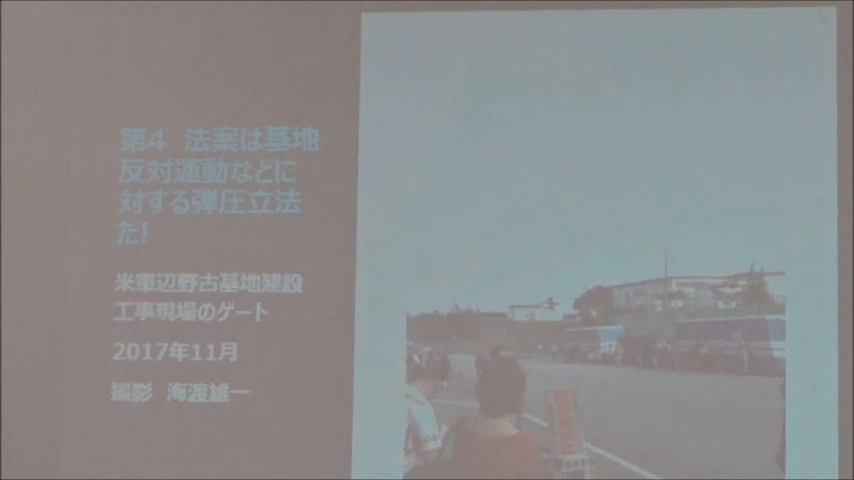 第4 法案は基地
反対運動などに
対する弾圧立法
だ!
米軍辺野古基地建設
工事現場のゲート
2017年11月
撮影 海渡雄一